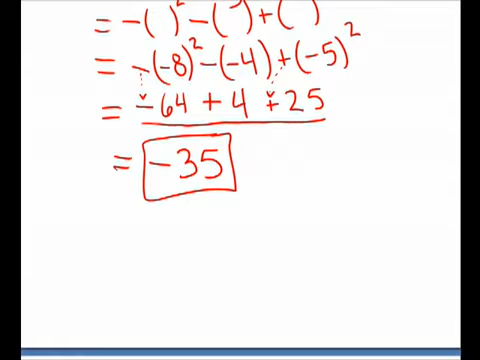 = -( )² - ( ) + ( )
= -(-8)² - (-4) + (-5)²
= -64 + 4 + 25
= -35